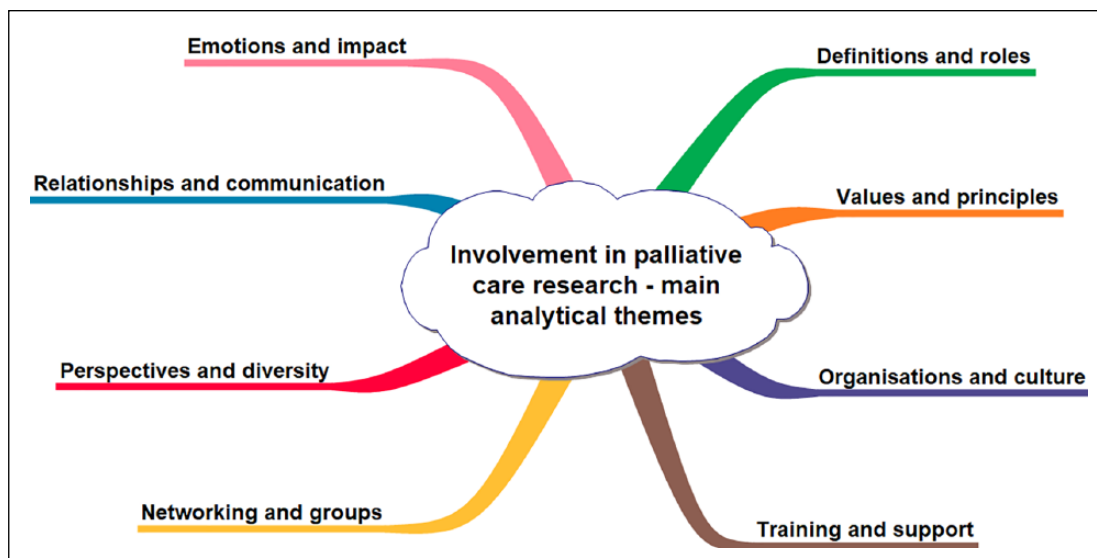 Emotions and impact
Definitions and roles
Relationships and communication
Values and principles
Involvement in palliative
care research - main
analytical themes
Perspectives and diversity
Organisations and culture
Networking and groups
Training and support